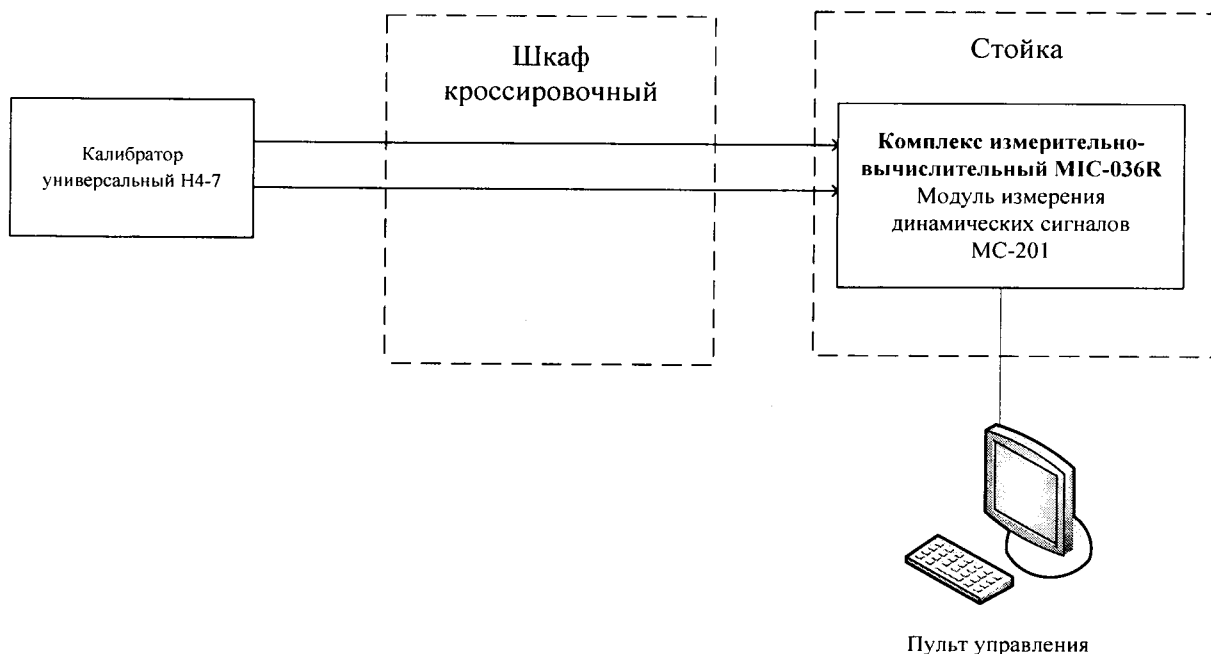 Шкаф
кроссировочный
Стойка
Калибратор
универсальный Н4-7
Комплекс измерительно-
вычислительный MIC-036R
Модуль измерения
динамических сигналов
МС-201
Пульт управления